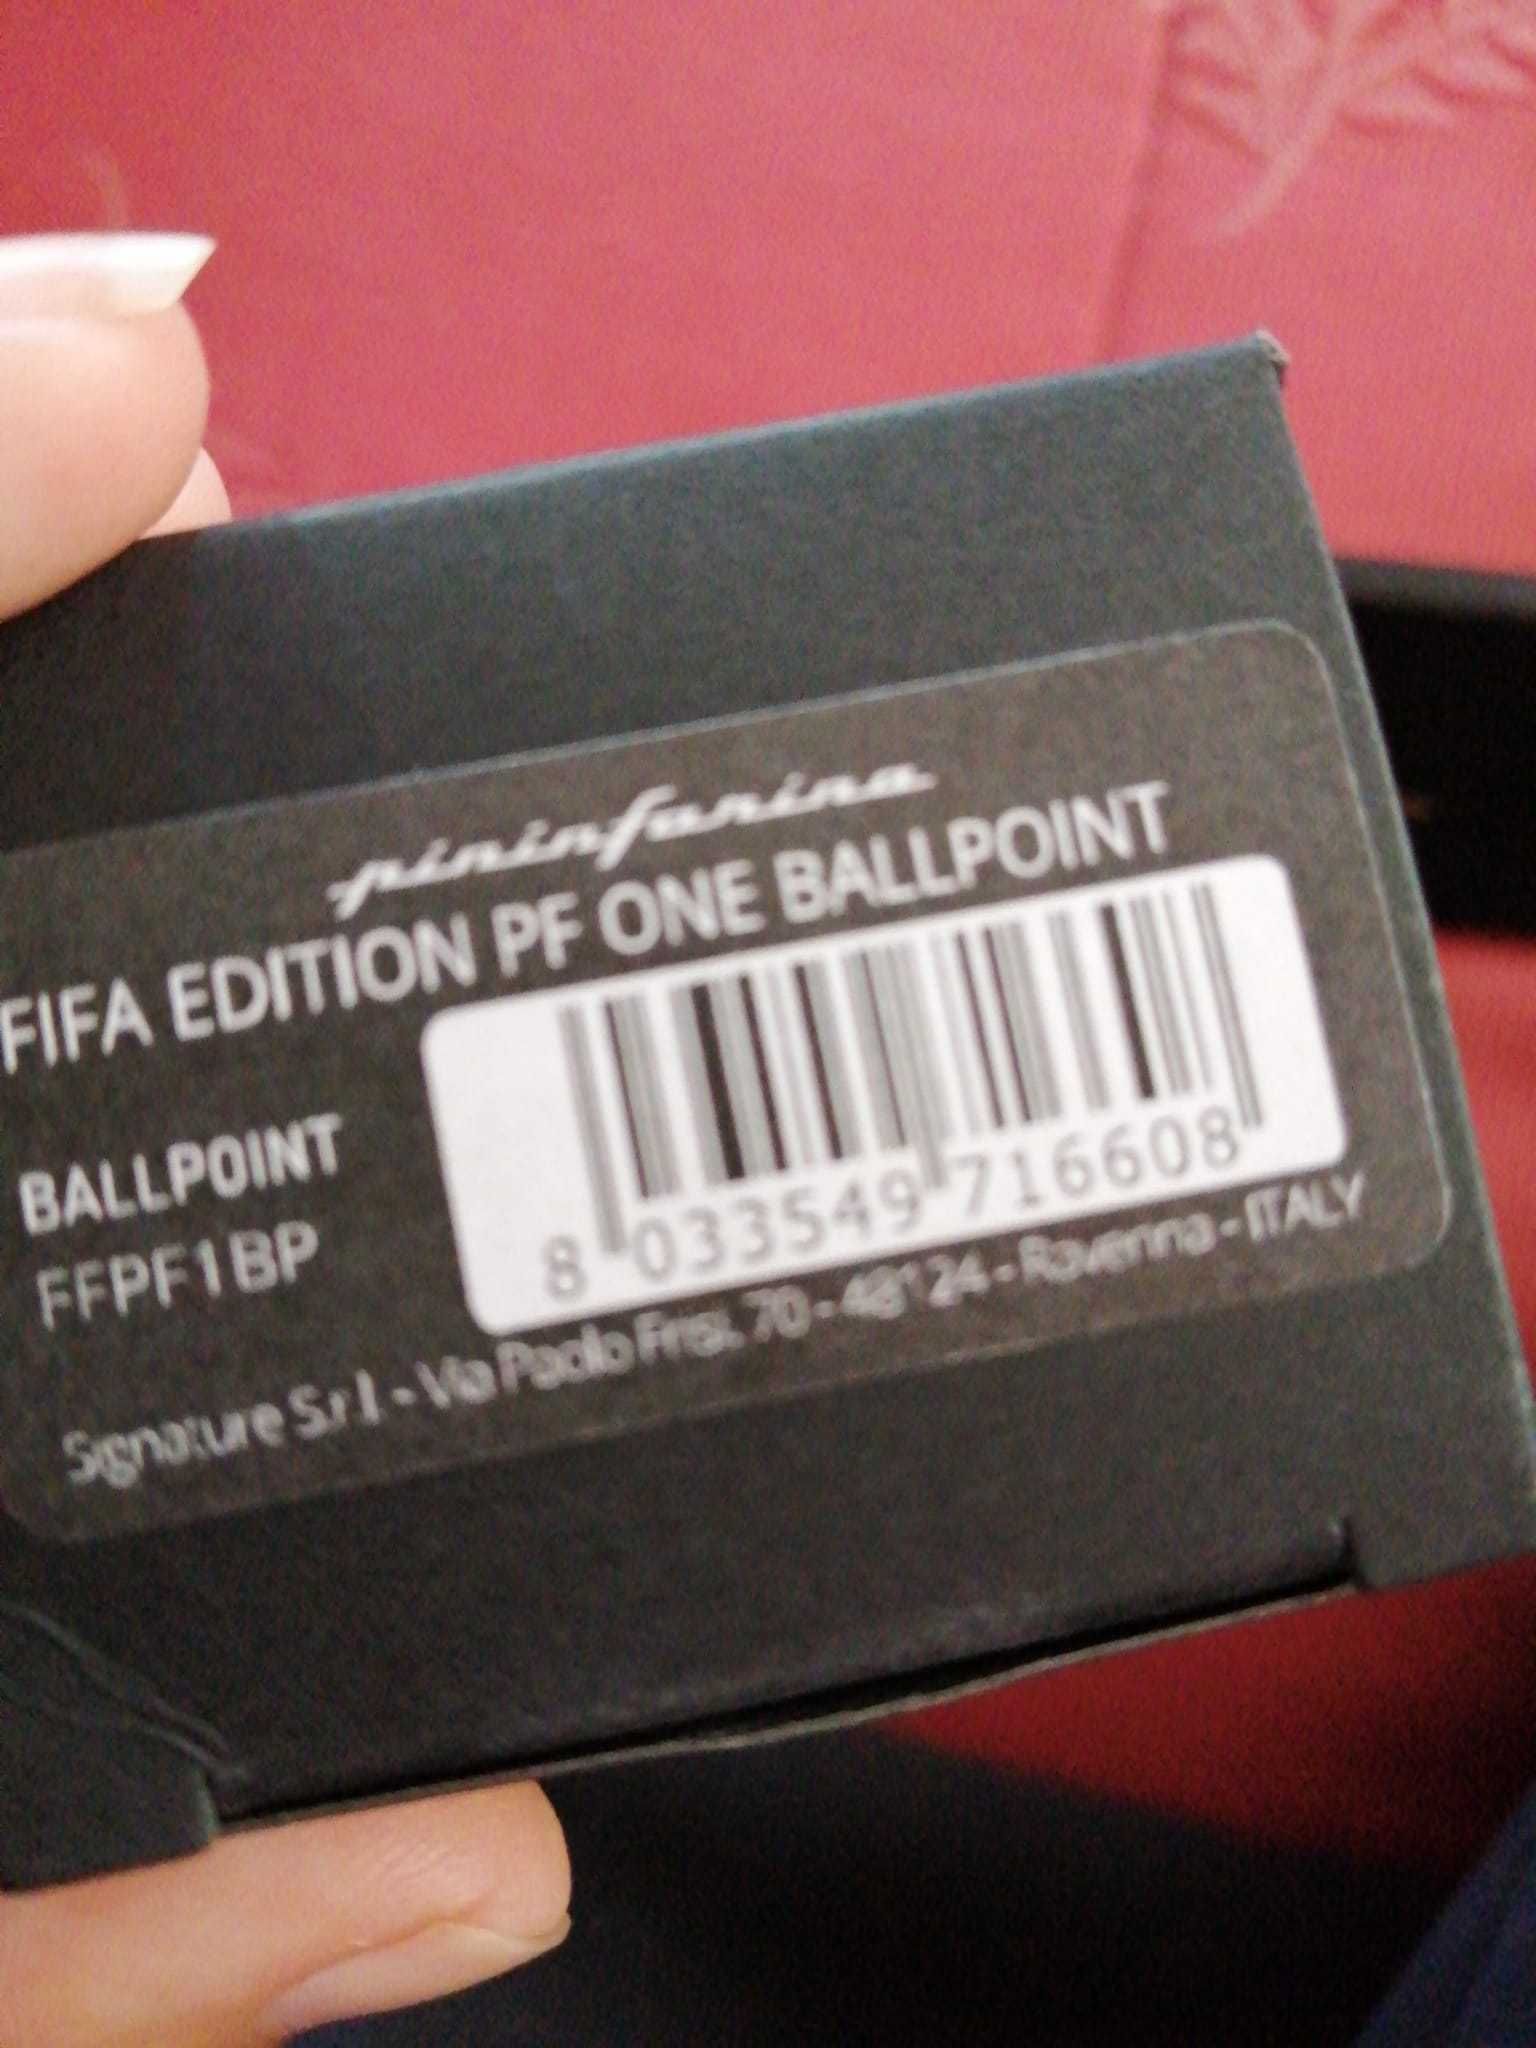 pininfarina
FIFA EDITION PF ONE BALLPOINT
BALLPOINT
FFPF1BP
8 033549 716608
Signature S.r.l - Via Paolo Frisi, 70 - 48124 - Ravenna - ITALY